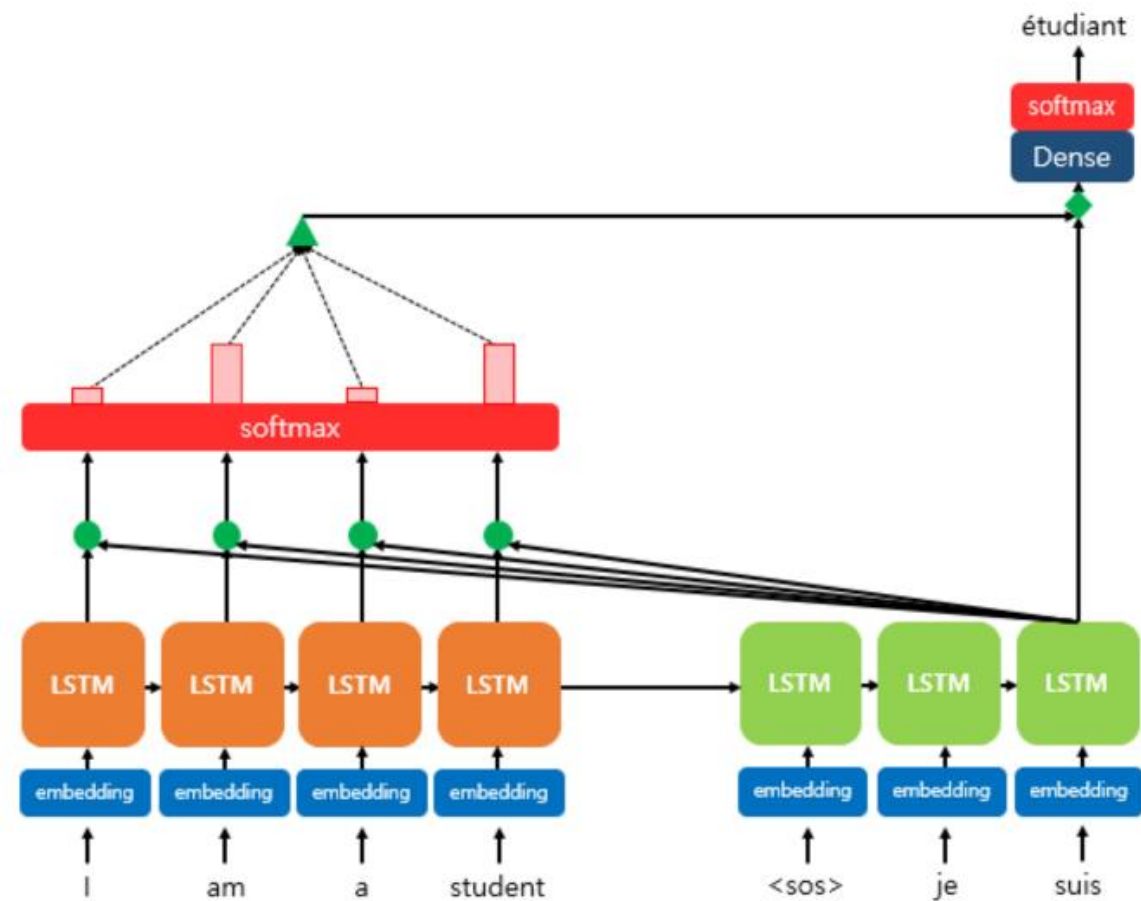 étudiant
softmax
Dense
softmax
LSTM LSTM LSTM LSTM LSTM LSTM LSTM
embedding embedding embedding embedding embedding embedding embedding
I am a student <sos> je suis